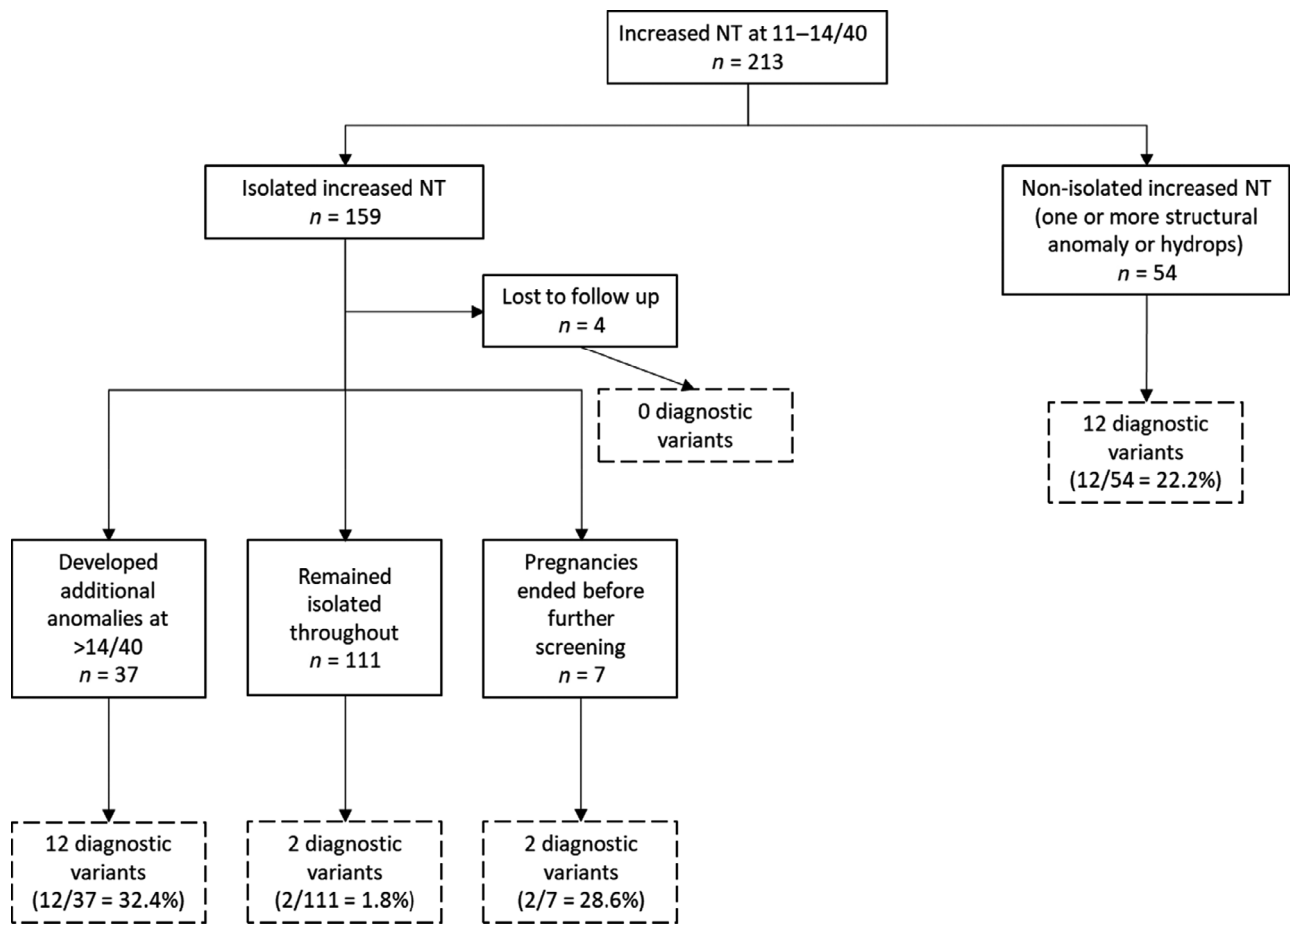 Increased NT at 11–14/40
n = 213
Isolated increased NT
n = 159
Non-isolated increased NT
(one or more structural
anomaly or hydrops)
n = 54
Lost to follow up
n = 4
0 diagnostic
variants
12 diagnostic
variants
(12/54 = 22.2%)
Developed
additional
anomalies at
>14/40
n = 37
Remained
isolated
throughout
n = 111
Pregnancies
ended before
further
screening
n = 7
12 diagnostic
variants
(12/37 = 32.4%)
2 diagnostic
variants
(2/111 = 1.8%)
2 diagnostic
variants
(2/7 = 28.6%)